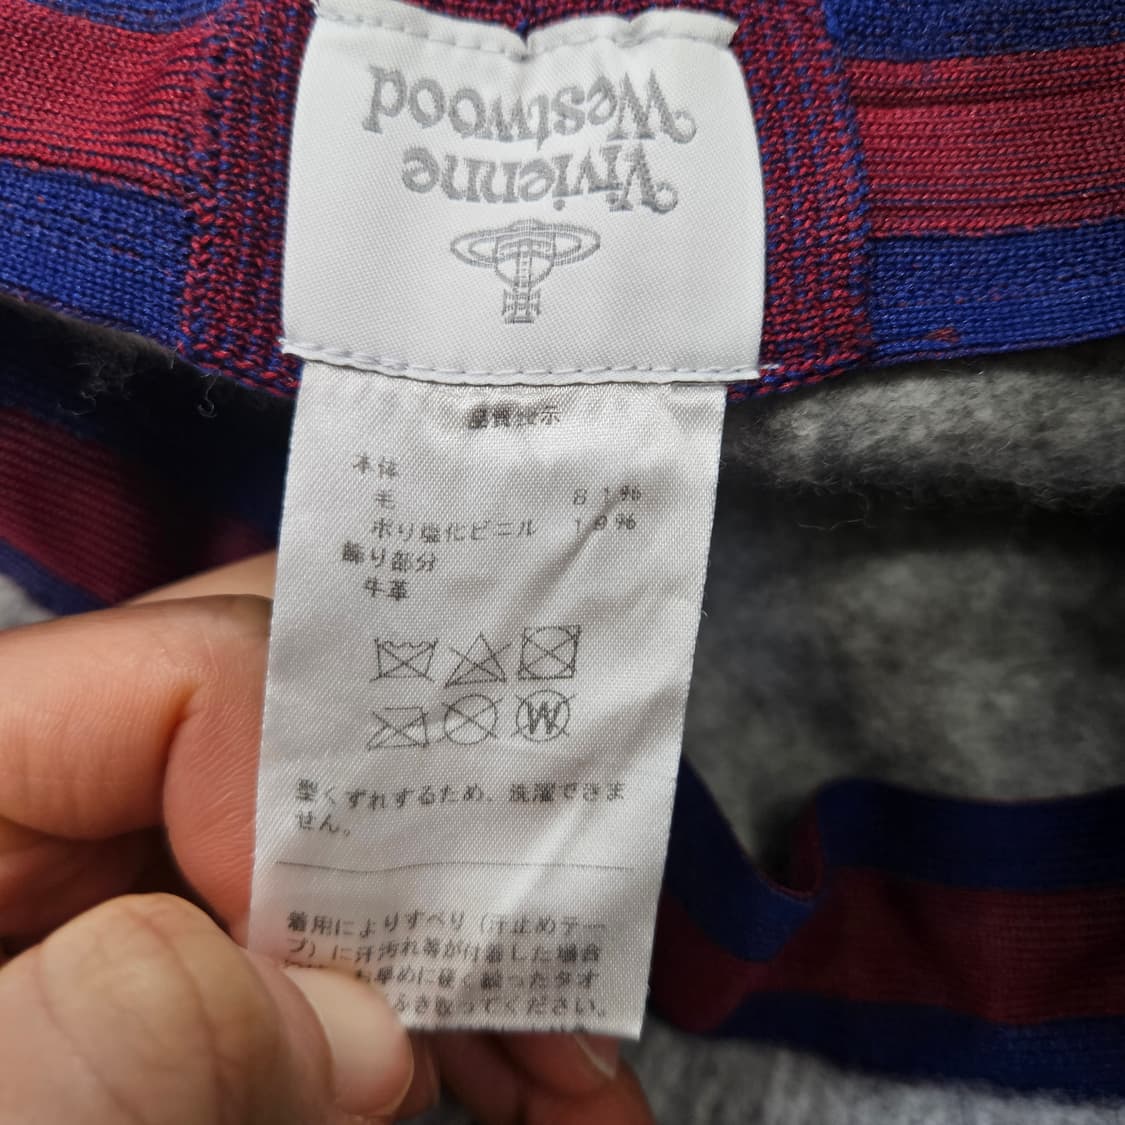 Vivienne
Westwood
品質表示
本体
毛 81%
ポリ塩化ビニル 19%
飾り部分
牛革
W
型くずれするため、洗濯できま
せん。
着用によりすべり（汗止めテー
プ）に汗汚れ等が付着した場合
お早めに硬く絞ったタオ
ふき取ってください。